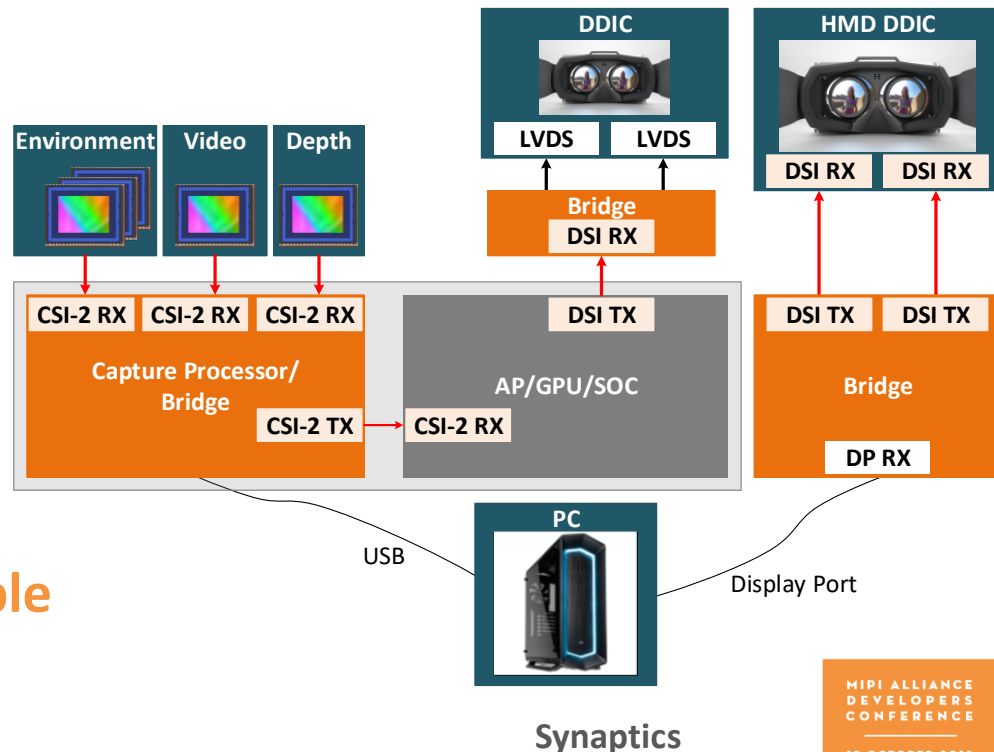 DDIC
HMD DDIC
Environment
Video
Depth
LVDS
LVDS
DSI RX
DSI RX
Bridge
DSI RX
CSI-2 RX
CSI-2 RX
CSI-2 RX
DSI TX
DSI TX
DSI TX
Capture Processor/
Bridge
AP/GPU/SOC
Bridge
CSI-2 TX
CSI-2 RX
DP RX
PC
USB
Display Port
Synaptics
MIPI ALLIANCE
DEVELOPERS
CONFERENCE